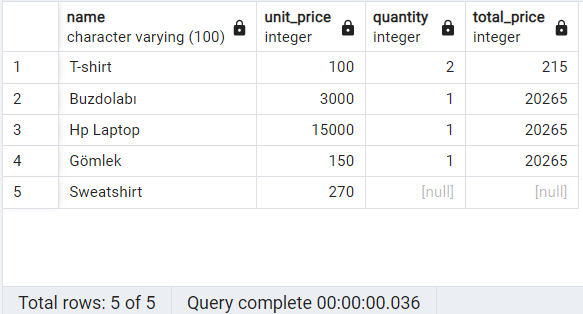 name unit_price quantity total_price
character varying (100) integer integer integer
1 T-shirt 100 2 215
2 Buzdolabı 3000 1 20265
3 Hp Laptop 15000 1 20265
4 Gömlek 150 1 20265
5 Sweatshirt 270 [null] [null]
Total rows: 5 of 5 Query complete 00:00:00.036